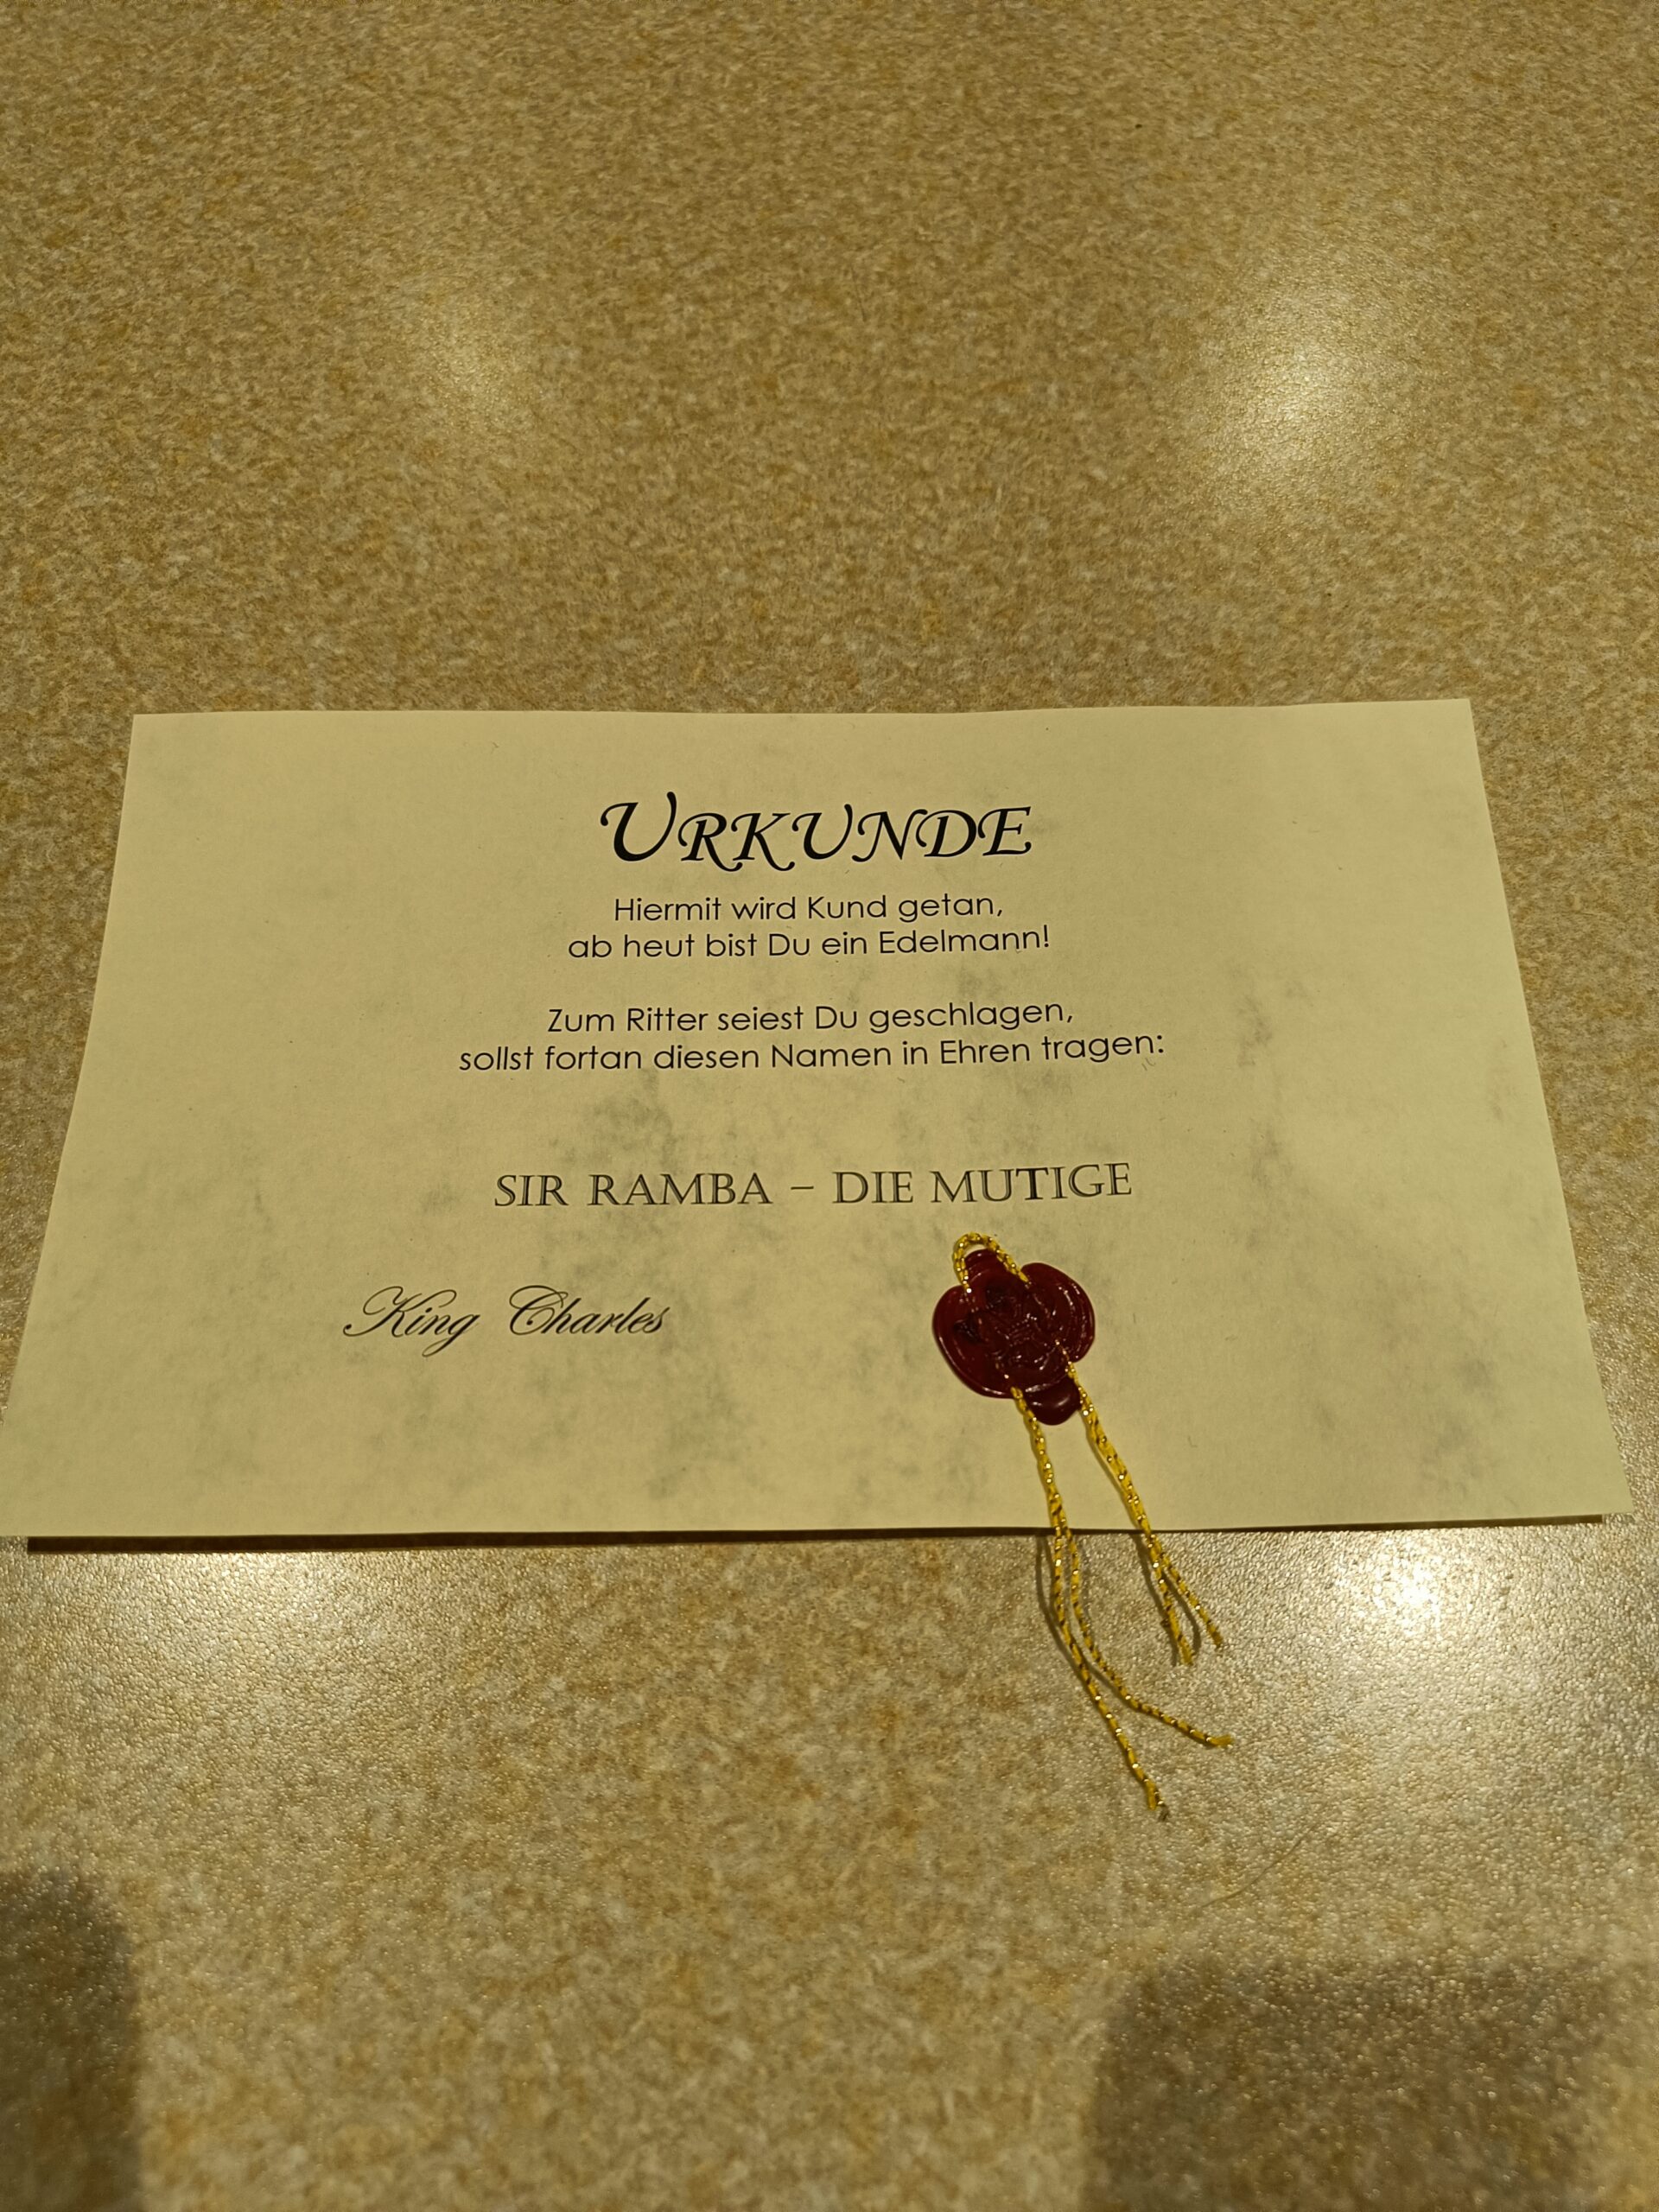 URKUNDE
Hiermit wird Kund getan,
ab heut bist Du ein Edelmann!
Zum Ritter seiest Du geschlagen,
sollst fortan diesen Namen in Ehren tragen:
SIR RAMBA – DIE MUTIGE
King Charles